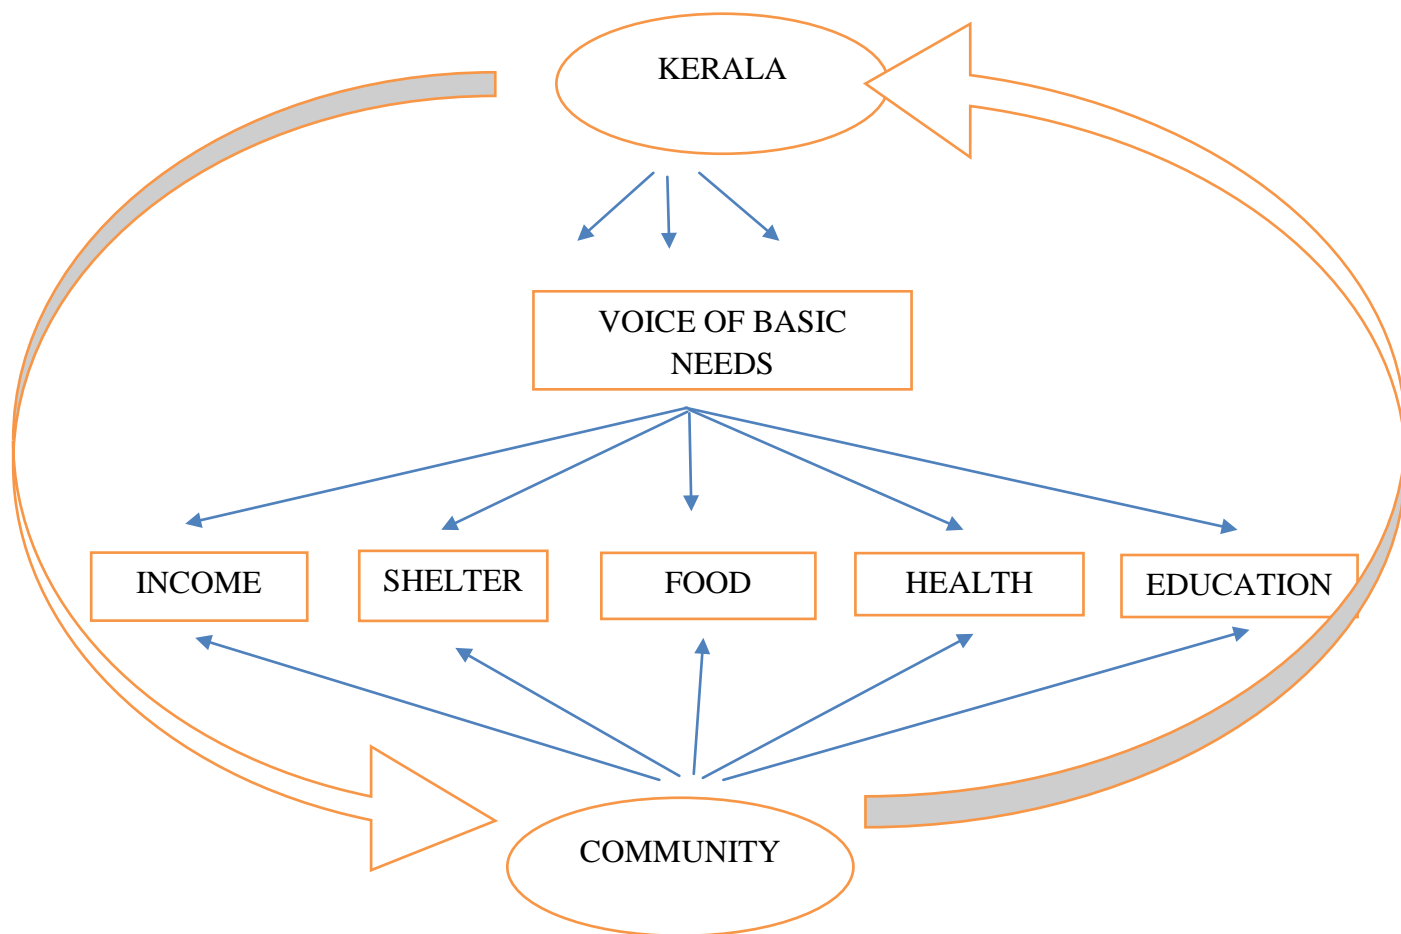 KERALA
VOICE OF BASIC
NEEDS
INCOME
SHELTER
FOOD
HEALTH
EDUCATION
COMMUNITY